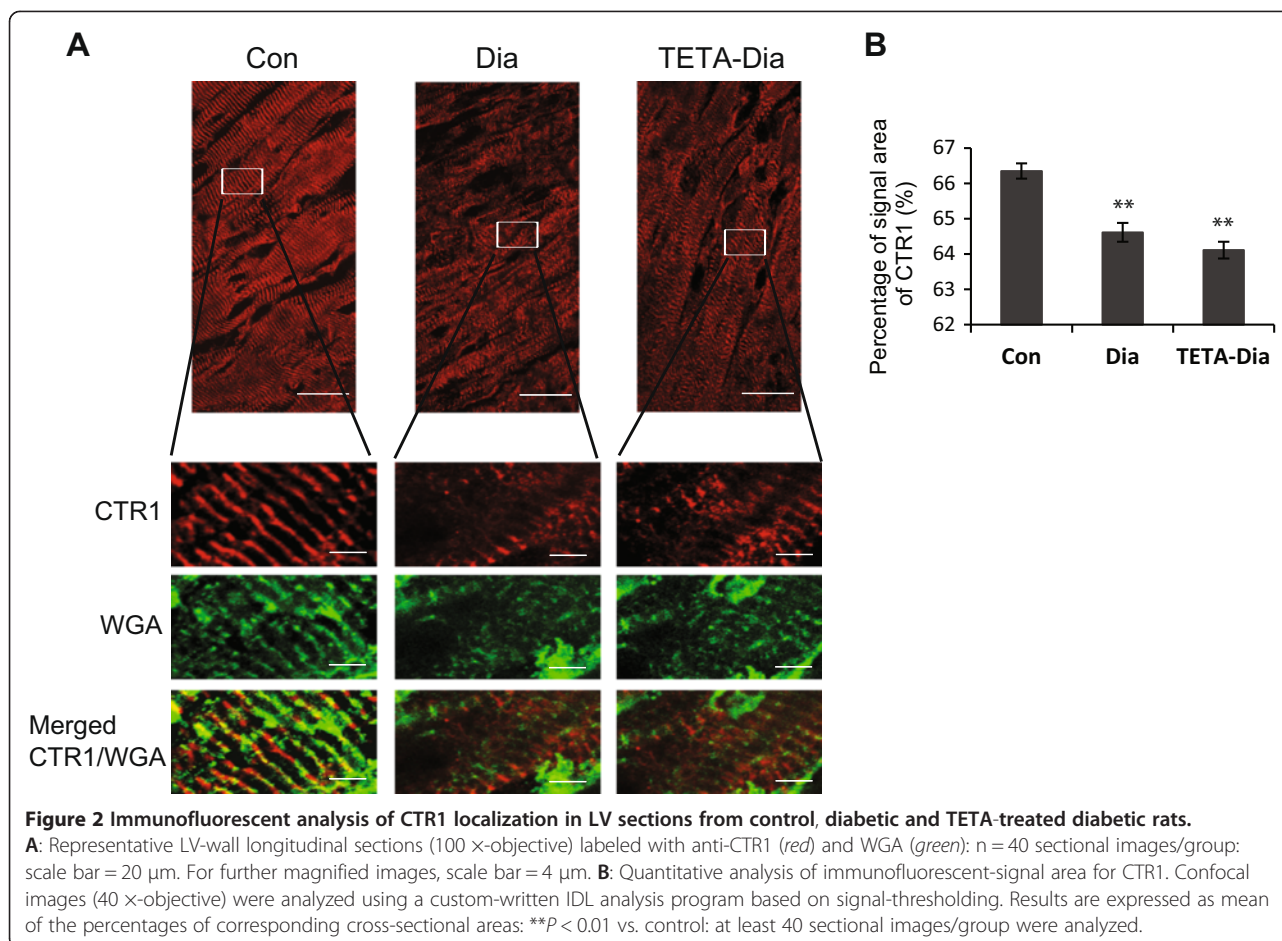 A
Con Dia TETA-Dia
CTR1
WGA
Merged
CTR1/WGA
B
Percentage of signal area
of CTR1 (%)
67
66
65
64
63
62
**
**
Con Dia TETA-Dia
Figure 2 Immunofluorescent analysis of CTR1 localization in LV sections from control, diabetic and TETA-treated diabetic rats.
A: Representative LV-wall longitudinal sections (100 ×-objective) labeled with anti-CTR1 (red) and WGA (green): n = 40 sectional images/group:
scale bar = 20 μm. For further magnified images, scale bar = 4 μm. B: Quantitative analysis of immunofluorescent-signal area for CTR1. Confocal
images (40 ×-objective) were analyzed using a custom-written IDL analysis program based on signal-thresholding. Results are expressed as mean
of the percentages of corresponding cross-sectional areas: **P < 0.01 vs. control: at least 40 sectional images/group were analyzed.